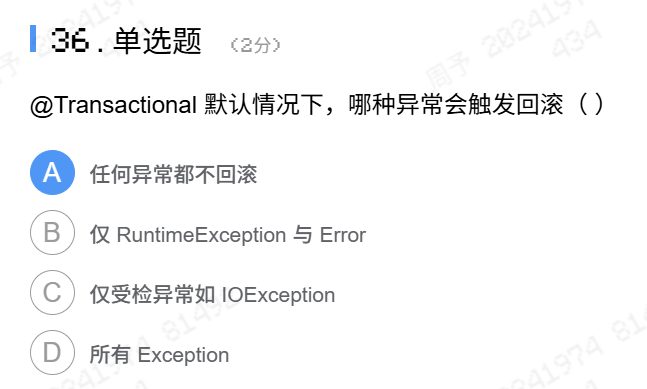 36. 单选题 （2分）
@Transactional 默认情况下，哪种异常会触发回滚（ ）
A 任何异常都不回滚
B 仅 RuntimeException 与 Error
C 仅受检异常如 IOException
D 所有 Exception